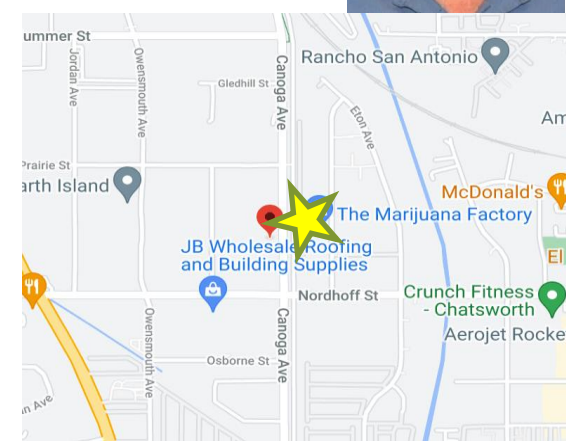 ummer St
Rancho San Antonio
Jordan Ave
Owensmouth Ave
Gledhill St
Canoga Ave
Eton Ave
Am
Prairie St
arth Island
McDonald's
The Marijuana Factory
JB Wholesale Roofing
and Building Supplies
El
Nordhoff St
Crunch Fitness
- Chatsworth
Owensmouth Ave
Canoga Ave
Aerojet Rocke
Osborne St
n Ave